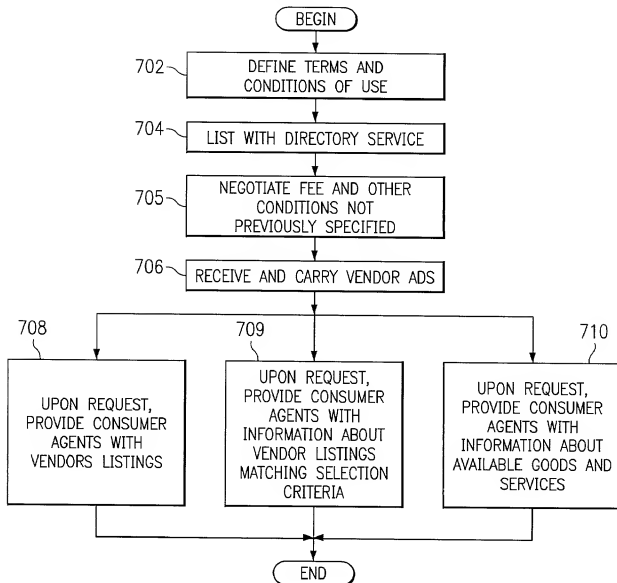 BEGIN
702
DEFINE TERMS AND
CONDITIONS OF USE
704
LIST WITH DIRECTORY SERVICE
705
NEGOTIATE FEE AND OTHER
CONDITIONS NOT
PREVIOUSLY SPECIFIED
706
RECEIVE AND CARRY VENDOR ADS
708
UPON REQUEST,
PROVIDE CONSUMER
AGENTS WITH
VENDORS LISTINGS
709
UPON REQUEST,
PROVIDE CONSUMER
AGENTS WITH
INFORMATION ABOUT
VENDOR LISTINGS
MATCHING SELECTION
CRITERIA
710
UPON REQUEST,
PROVIDE CONSUMER
AGENTS WITH
INFORMATION ABOUT
AVAILABLE GOODS AND
SERVICES
END